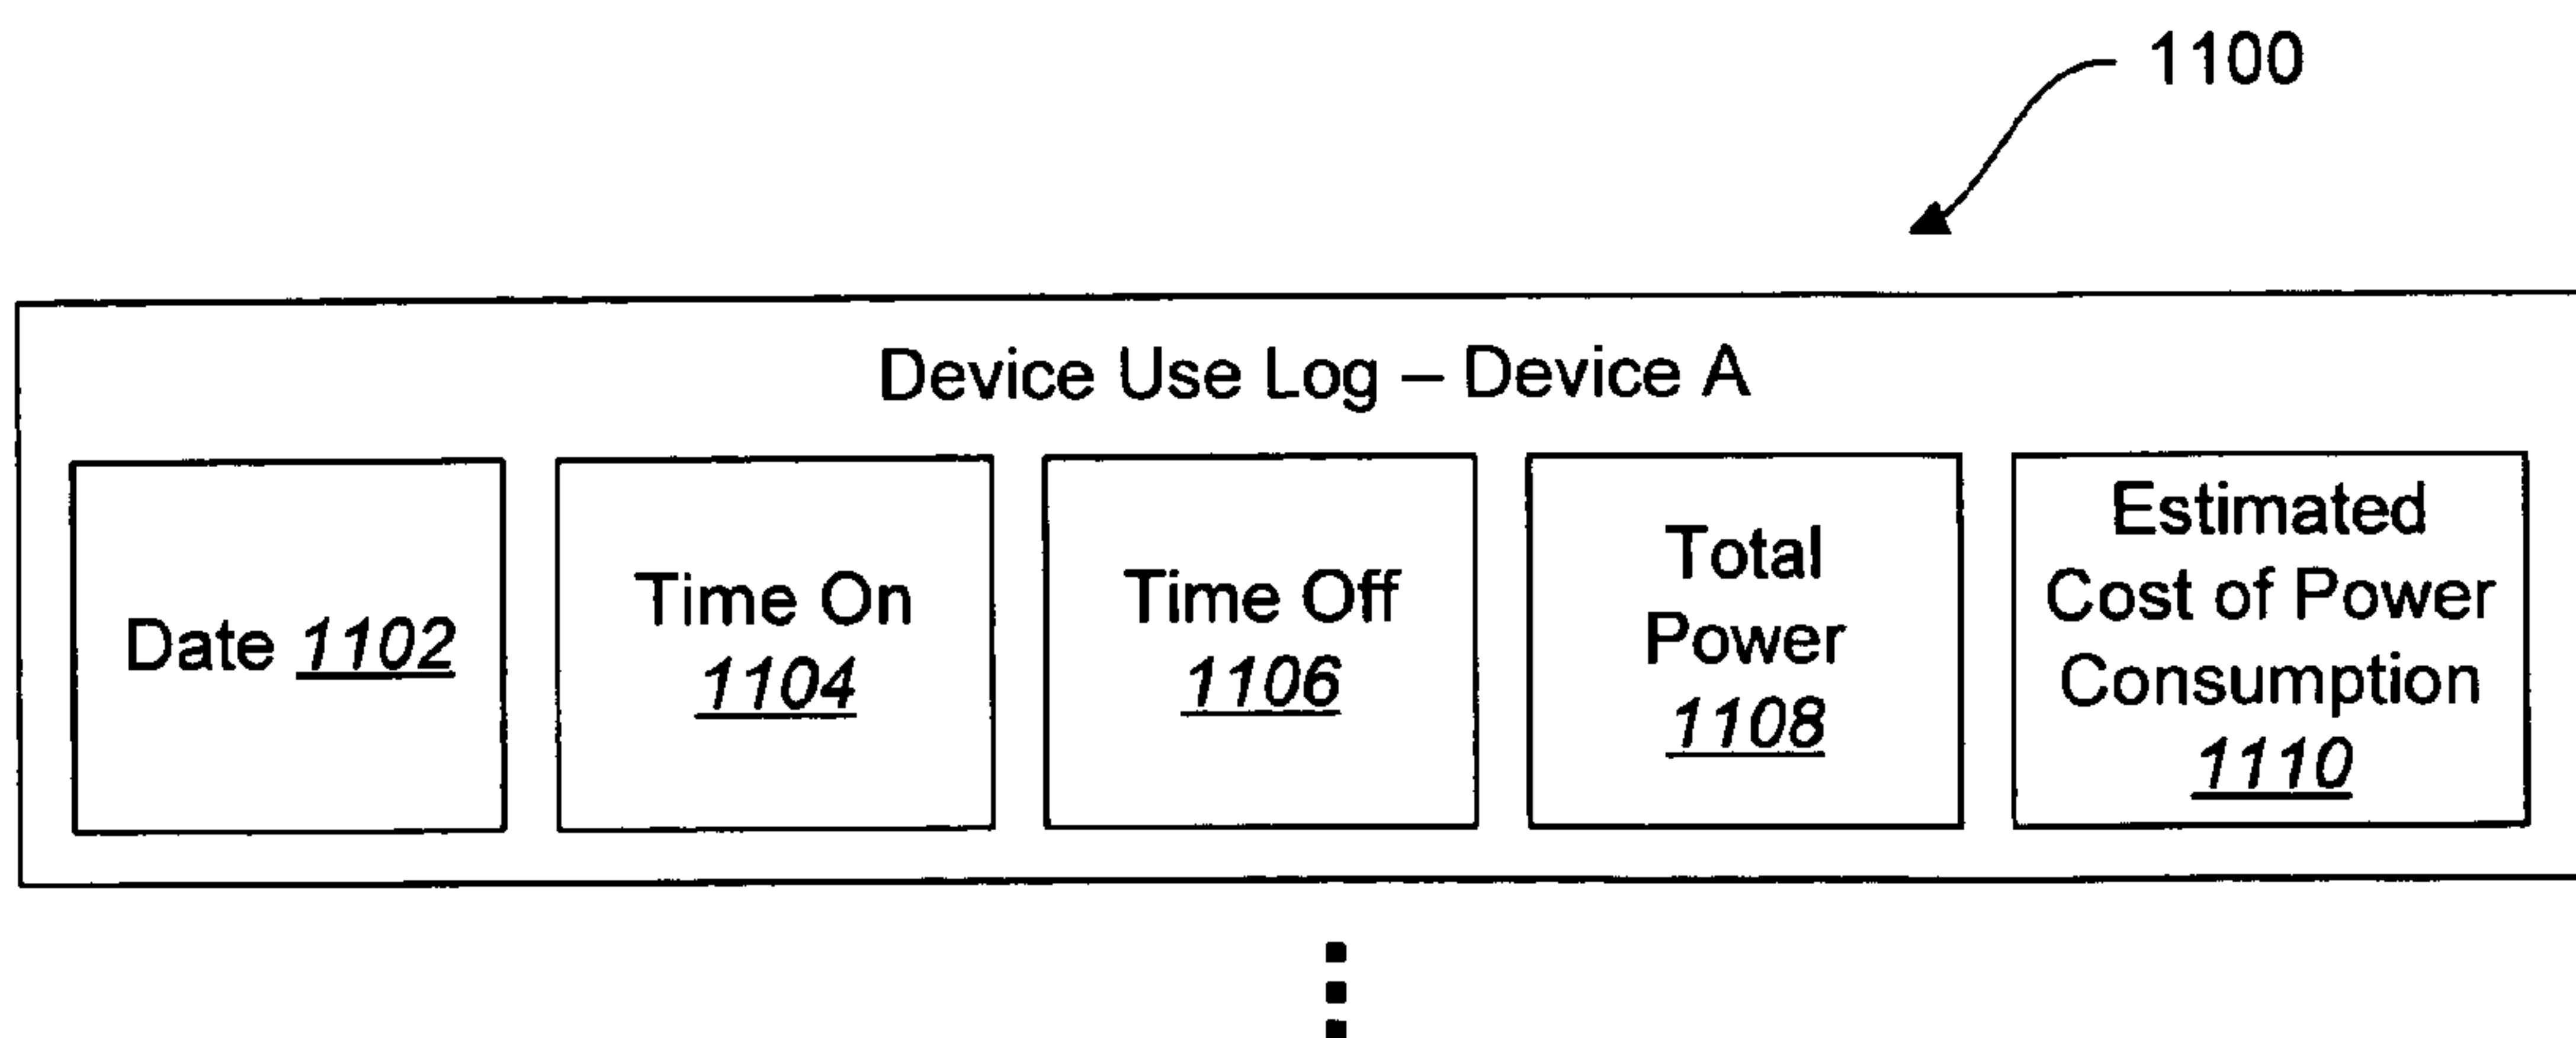 1100
Device Use Log – Device A
Date 1102
Time On
1104
Time Off
1106
Total
Power
1108
Estimated
Cost of Power
Consumption
1110